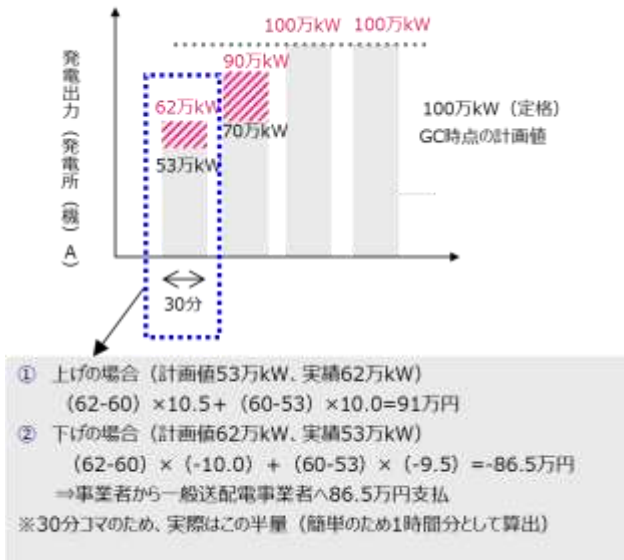 100万kW 100万kW
90万kW
62万kW
70万kW
53万kW
発電出力（発電所（機）A）
100万kW（定格）
GC時点の計画値
30分
① 上げの場合（計画値53万kW、実績62万kW）
（62-60）×10.5＋（60-53）×10.0=91万円
② 下げの場合（計画値62万kW、実績53万kW）
（62-60）×（-10.0）＋（60-53）×（-9.5）=-86.5万円
⇒事業者から一般送配電事業者へ86.5万円支払
※30分コマのため、実際はこの半量（簡単のため1時間分として算出）